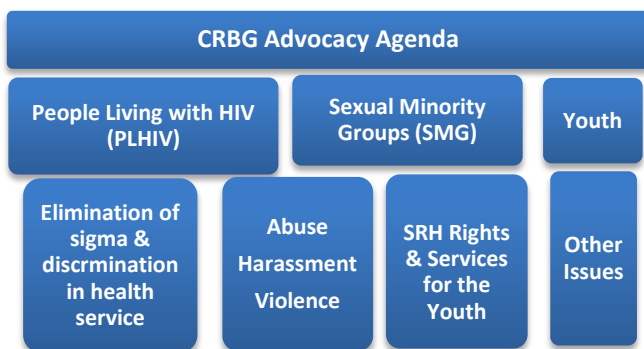 CRBG Advocacy Agenda
People Living with HIV
(PLHIV)
Sexual Minority
Groups (SMG)
Youth
Elimination of
sigma &
discrmination
in health
service
Abuse
Harassment
Violence
SRH Rights
& Services
for the
Youth
Other
Issues